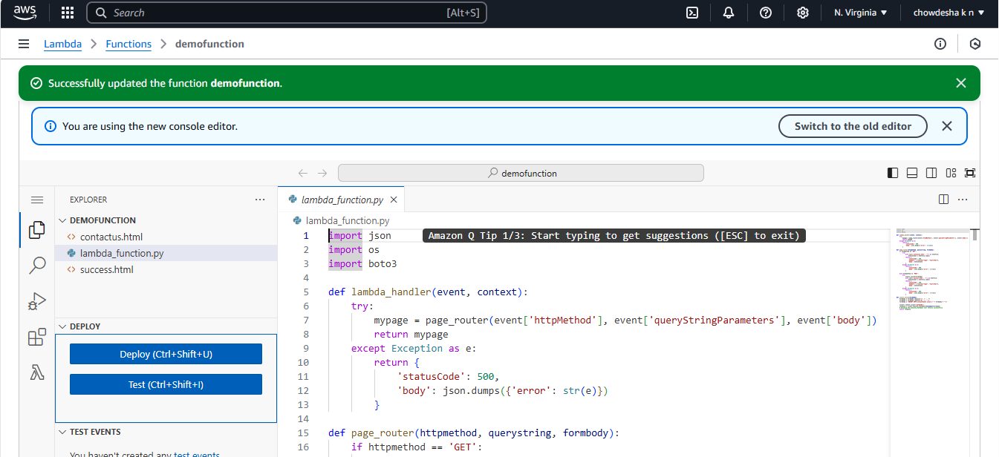 aws Search [Alt+S] N. Virginia chowdesha k n
Lambda Functions demofunction
Successfully updated the function demofunction.
You are using the new console editor. Switch to the old editor
demofunction
EXPLORER
DEMOFUNCTION
contactus.html
lambda_function.py
success.html
DEPLOY
Deploy (Ctrl+Shift+U)
Test (Ctrl+Shift+I)
TEST EVENTS
You haven't created any test events
lambda_function.py
lambda_function.py
1 import json Amazon Q Tip 1/3: Start typing to get suggestions ([ESC] to exit)
2 import os
3 import boto3
4
5 def lambda_handler(event, context):
6 try:
7 mypage = page_router(event['httpMethod'], event['queryStringParameters'], event['body'])
8 return mypage
9 except Exception as e:
10 return {
11 'statusCode': 500,
12 'body': json.dumps({'error': str(e)})
13 }
14
15 def page_router(httpmethod, querystring, formbody):
16 if httpmethod == 'GET':